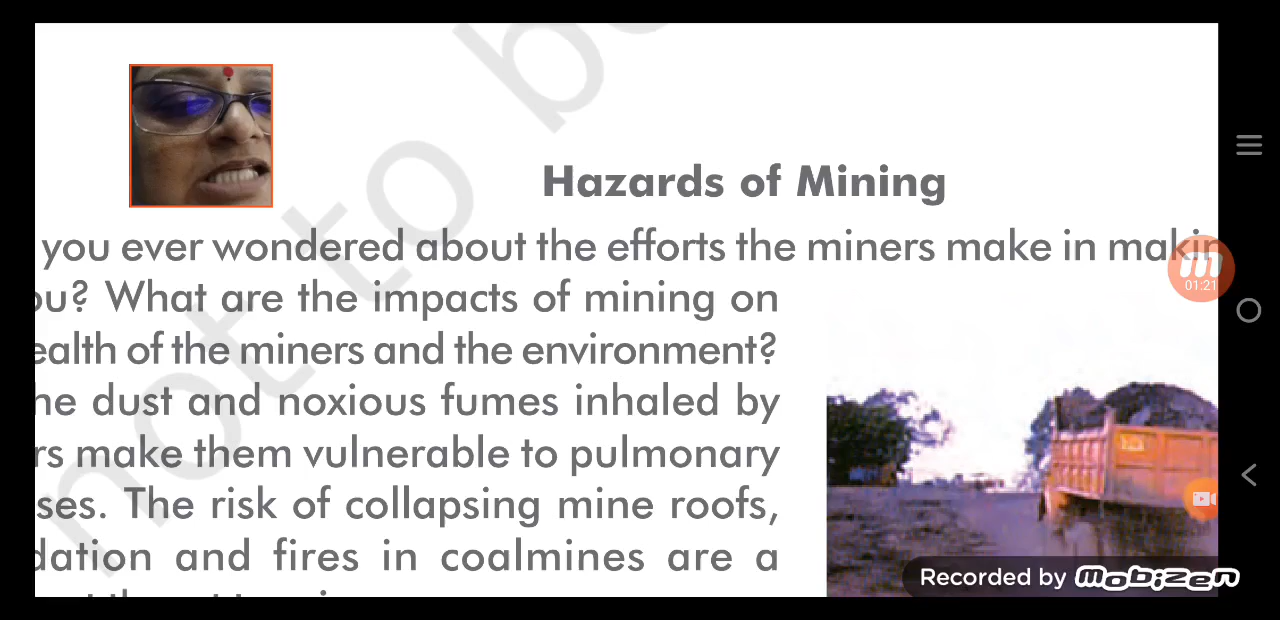 Hazards of Mining
you ever wondered about the efforts the miners make in makin
ou? What are the impacts of mining on
ealth of the miners and the environment?
he dust and noxious fumes inhaled by
rs make them vulnerable to pulmonary
ses. The risk of collapsing mine roofs,
dation and fires in coalmines are a
not to be
01:21
Recorded by Mobizen